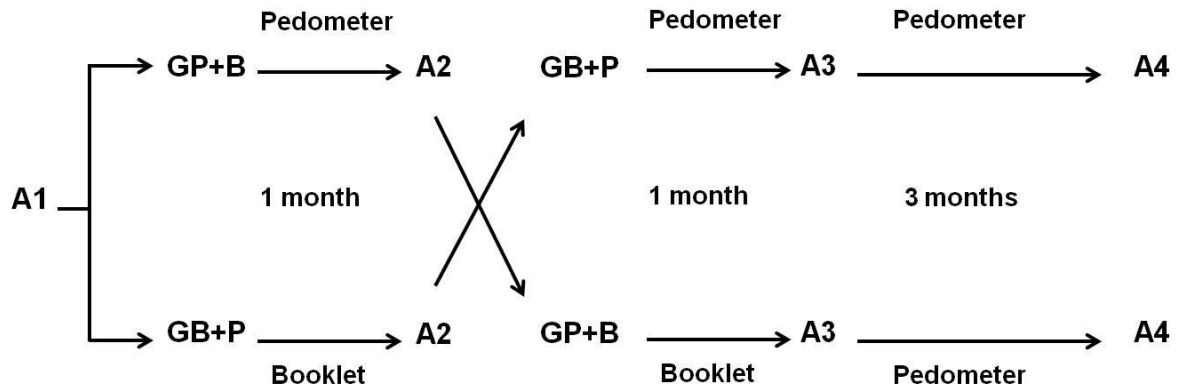 Pedometer Pedometer Pedometer
GP+B A2 GB+P A3 A4
A1 1 month 1 month 3 months
GB+P A2 GP+B A3 A4
Booklet Booklet Pedometer